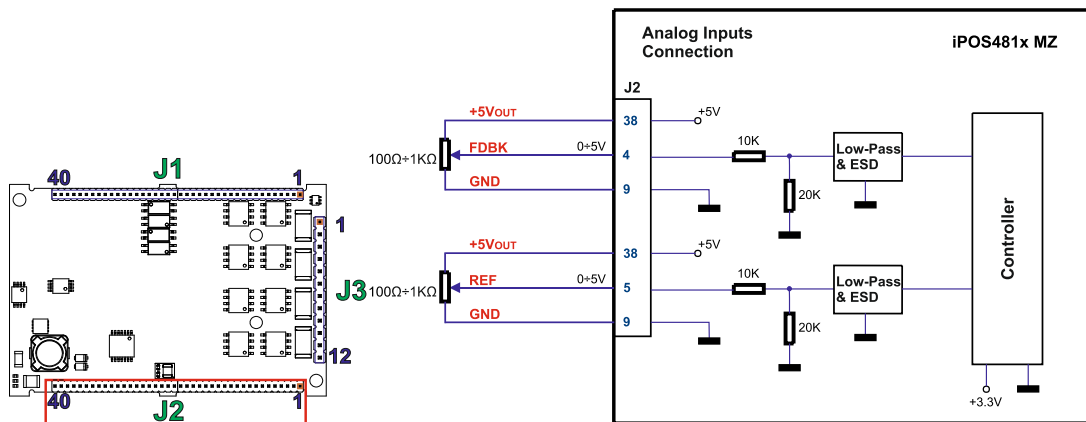 Analog Inputs
Connection
iPOS481x MZ
J2
+5VOUT
38
+5V
FDBK
0÷5V
4
10K
Low-Pass
& ESD
100Ω÷1KΩ
GND
9
20K
+5VOUT
38
+5V
REF
0÷5V
5
10K
Low-Pass
& ESD
100Ω÷1KΩ
GND
9
20K
Controller
+3.3V
J1
40
1
1
J3
12
40
1
J2